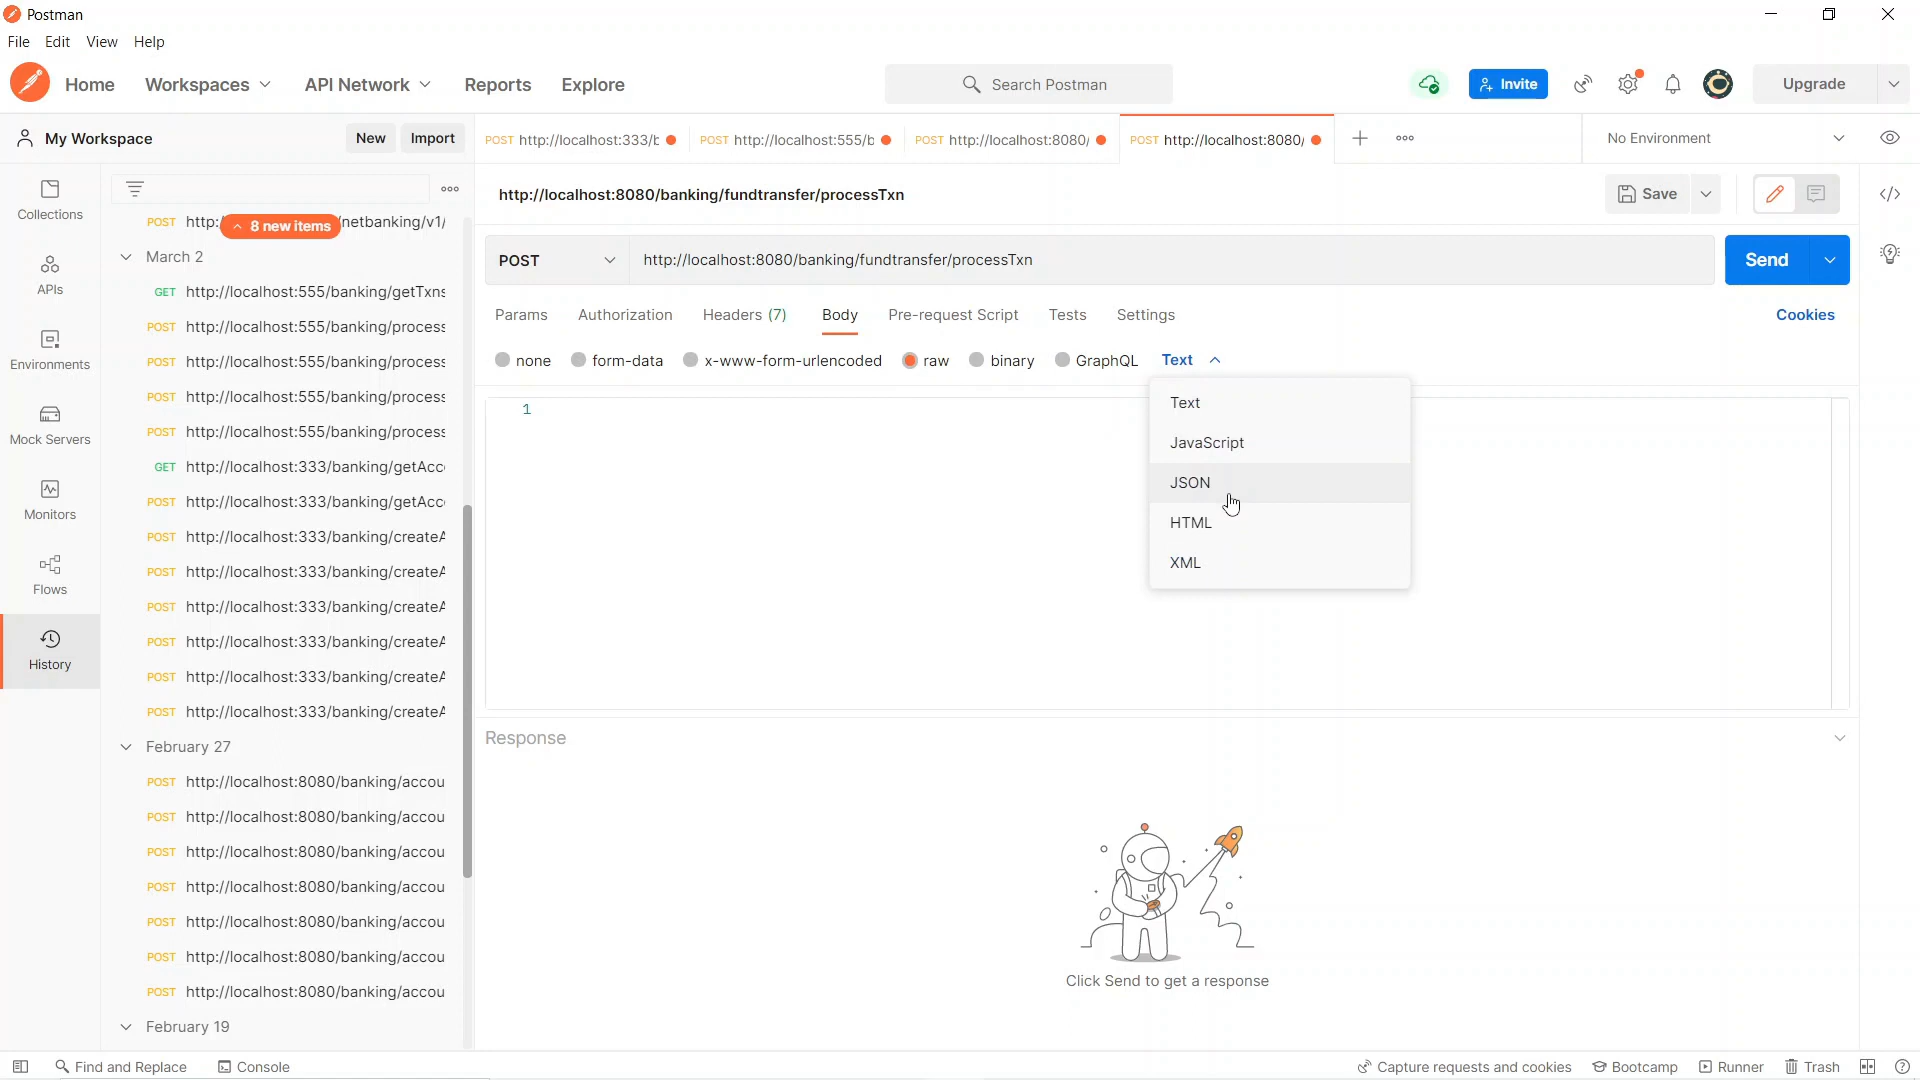 Postman
File Edit View Help
Home Workspaces API Network Reports Explore Search Postman Invite Upgrade
My Workspace New Import POST http://localhost:333/b POST http://localhost:555/b POST http://localhost:8080/ POST http://localhost:8080/ No Environment
http://localhost:8080/banking/fundtransfer/processTxn Save
POST http://localhost:8080/banking/fundtransfer/processTxn Send
Params Authorization Headers (7) Body Pre-request Script Tests Settings Cookies
none form-data x-www-form-urlencoded raw binary GraphQL Text
Text
JavaScript
JSON
HTML
XML
1
Collections
APIs
Environments
Mock Servers
Monitors
Flows
History
POST http:/ /netbanking/v1/
8 new items
March 2
GET http://localhost:555/banking/getTxns
POST http://localhost:555/banking/process
POST http://localhost:555/banking/process
POST http://localhost:555/banking/process
POST http://localhost:555/banking/process
GET http://localhost:333/banking/getAcc
POST http://localhost:333/banking/getAcc
POST http://localhost:333/banking/createA
POST http://localhost:333/banking/createA
POST http://localhost:333/banking/createA
POST http://localhost:333/banking/createA
POST http://localhost:333/banking/createA
POST http://localhost:333/banking/createA
February 27
POST http://localhost:8080/banking/accou
POST http://localhost:8080/banking/accou
POST http://localhost:8080/banking/accou
POST http://localhost:8080/banking/accou
POST http://localhost:8080/banking/accou
POST http://localhost:8080/banking/accou
POST http://localhost:8080/banking/accou
February 19
Response
Click Send to get a response
Find and Replace Console Capture requests and cookies Bootcamp Runner Trash